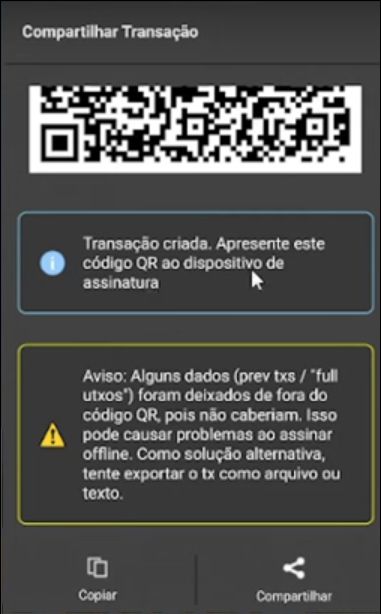 Compartilhar Transação
Transação criada. Apresente este
código QR ao dispositivo de
assinatura
Aviso: Alguns dados (prev txs / "full
utxos") foram deixados de fora do
código QR, pois não caberiam. Isso
pode causar problemas ao assinar
offline. Como solução alternativa,
tente exportar o tx como arquivo ou
texto.
Copiar
Compartilhar